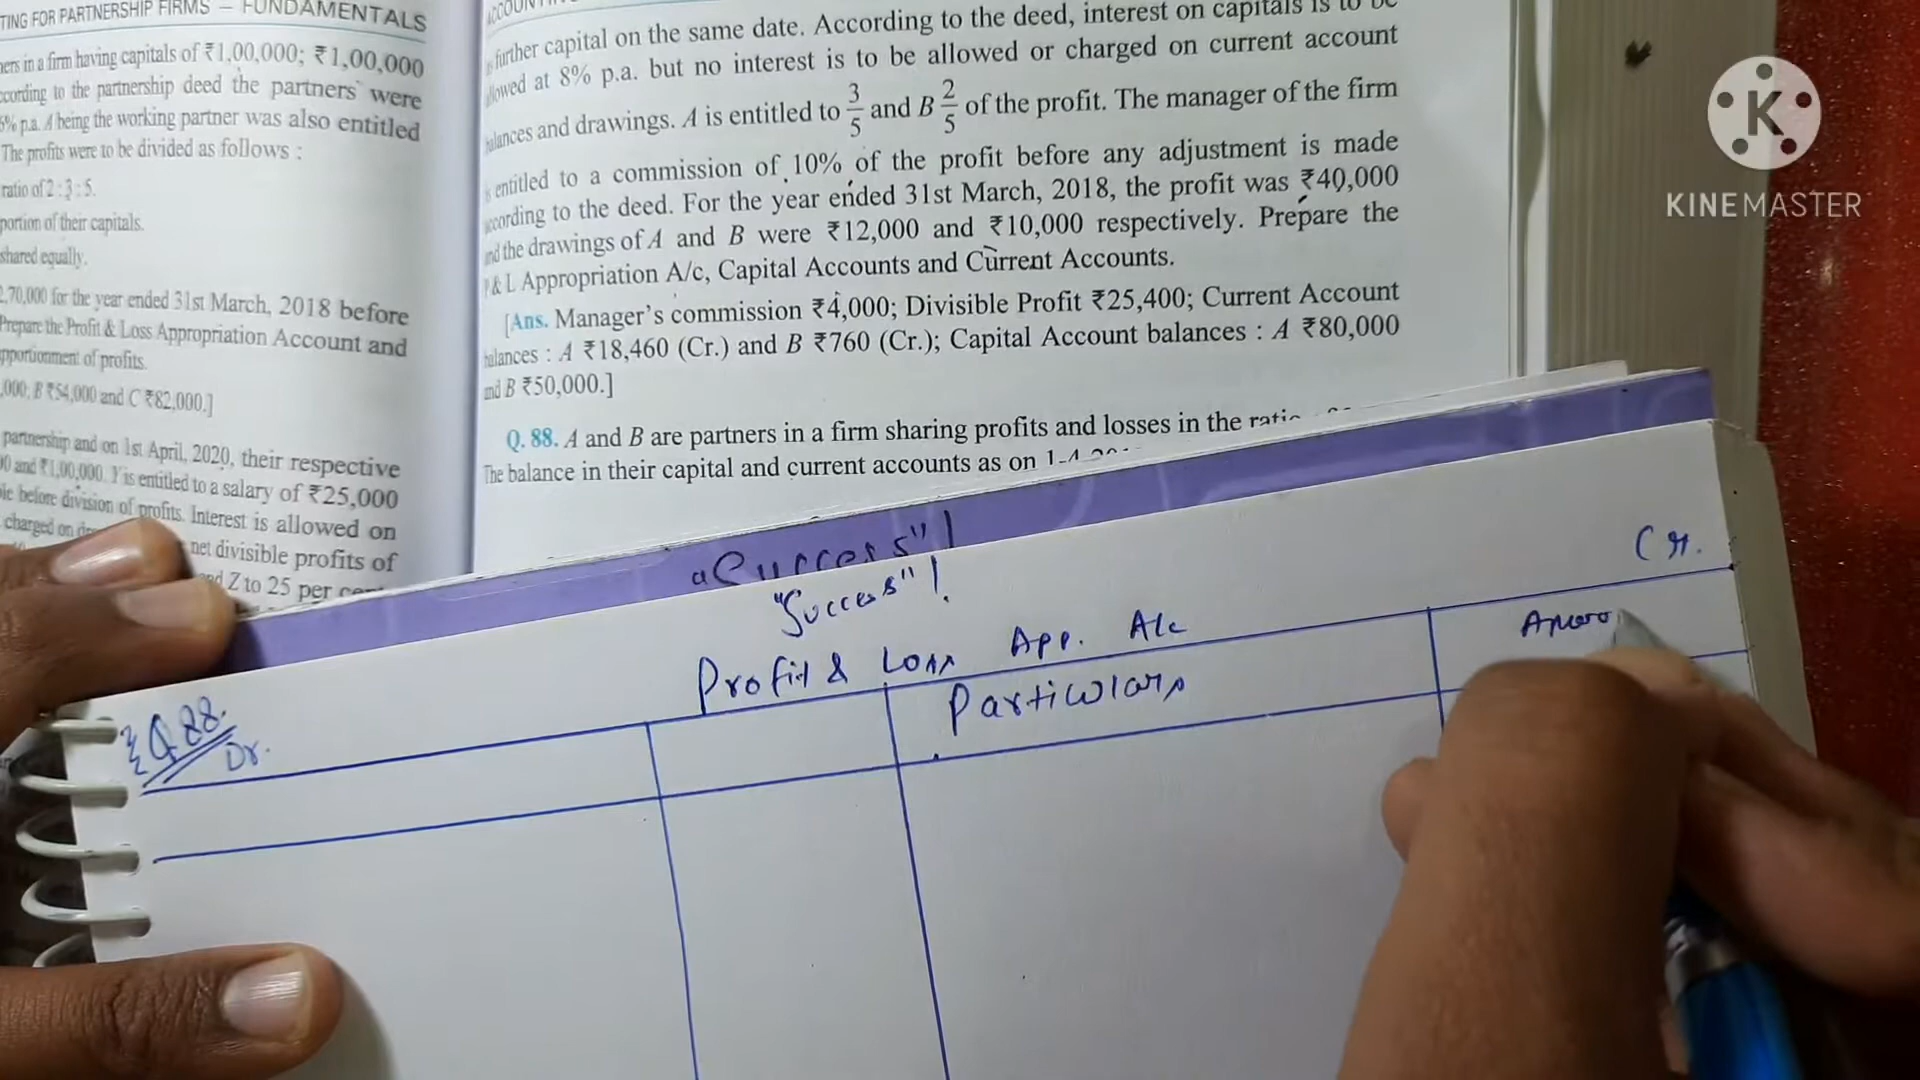 TING FOR PARTNERSHIP FIRMS – FUNDAMENTALS
in a firm having capitals of ₹1,00,000; ₹1,00,000
to the partnership deed the partners were
6% p.a. A being the working partner was also entitled
The profits were to be divided as follows :
ratio of 2 : 3 : 5.
of their capitals.
shared equally.
2,70,000 for the year ended 31st March, 2018 before
Prepare the Profit & Loss Appropriation Account and
of profits.
,000; B ₹54,000 and C ₹82,000.]
partnership and on 1st April, 2020, their respective
and ₹1,00,000. Y is entitled to a salary of ₹25,000
before division of profits. Interest is allowed on
charged on net divisible profits of
and Z to 25 per
further capital on the same date. According to the deed, interest on capitals is to be
at 8% p.a. but no interest is to be allowed or charged on current account
and drawings. A is entitled to 3/5 and B 2/5 of the profit. The manager of the firm
entitled to a commission of 10% of the profit before any adjustment is made
to the deed. For the year ended 31st March, 2018, the profit was ₹40,000
the drawings of A and B were ₹12,000 and ₹10,000 respectively. Prepare the
& L Appropriation A/c, Capital Accounts and Current Accounts.
[Ans. Manager's commission ₹4,000; Divisible Profit ₹25,400; Current Account
: A ₹18,460 (Cr.) and B ₹760 (Cr.); Capital Account balances : A ₹80,000
B ₹50,000.]
Q. 88. A and B are partners in a firm sharing profits and losses in the
The balance in their capital and current accounts as on
K
KINEMASTER
"Success"!
"Success"!
Q 88.
Profit & Loss App. A/c
Dr.
Cr.
Particulars
Amou